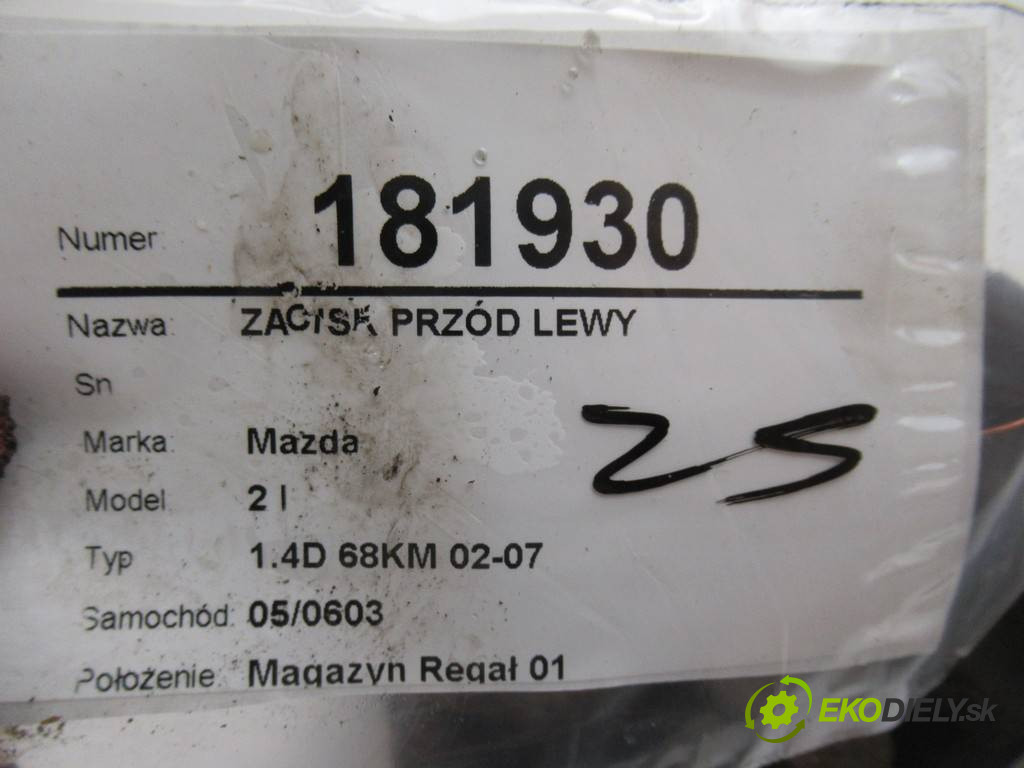 Numer: 181930
Nazwa: ZACISK PRZÓD LEWY
Sn
Marka: Mazda 25
Model 2 I
Typ 1.4D 68KM 02-07
Samochód: 05/0603
Położenie: Magazyn Regał 01
EKODIELY.sk